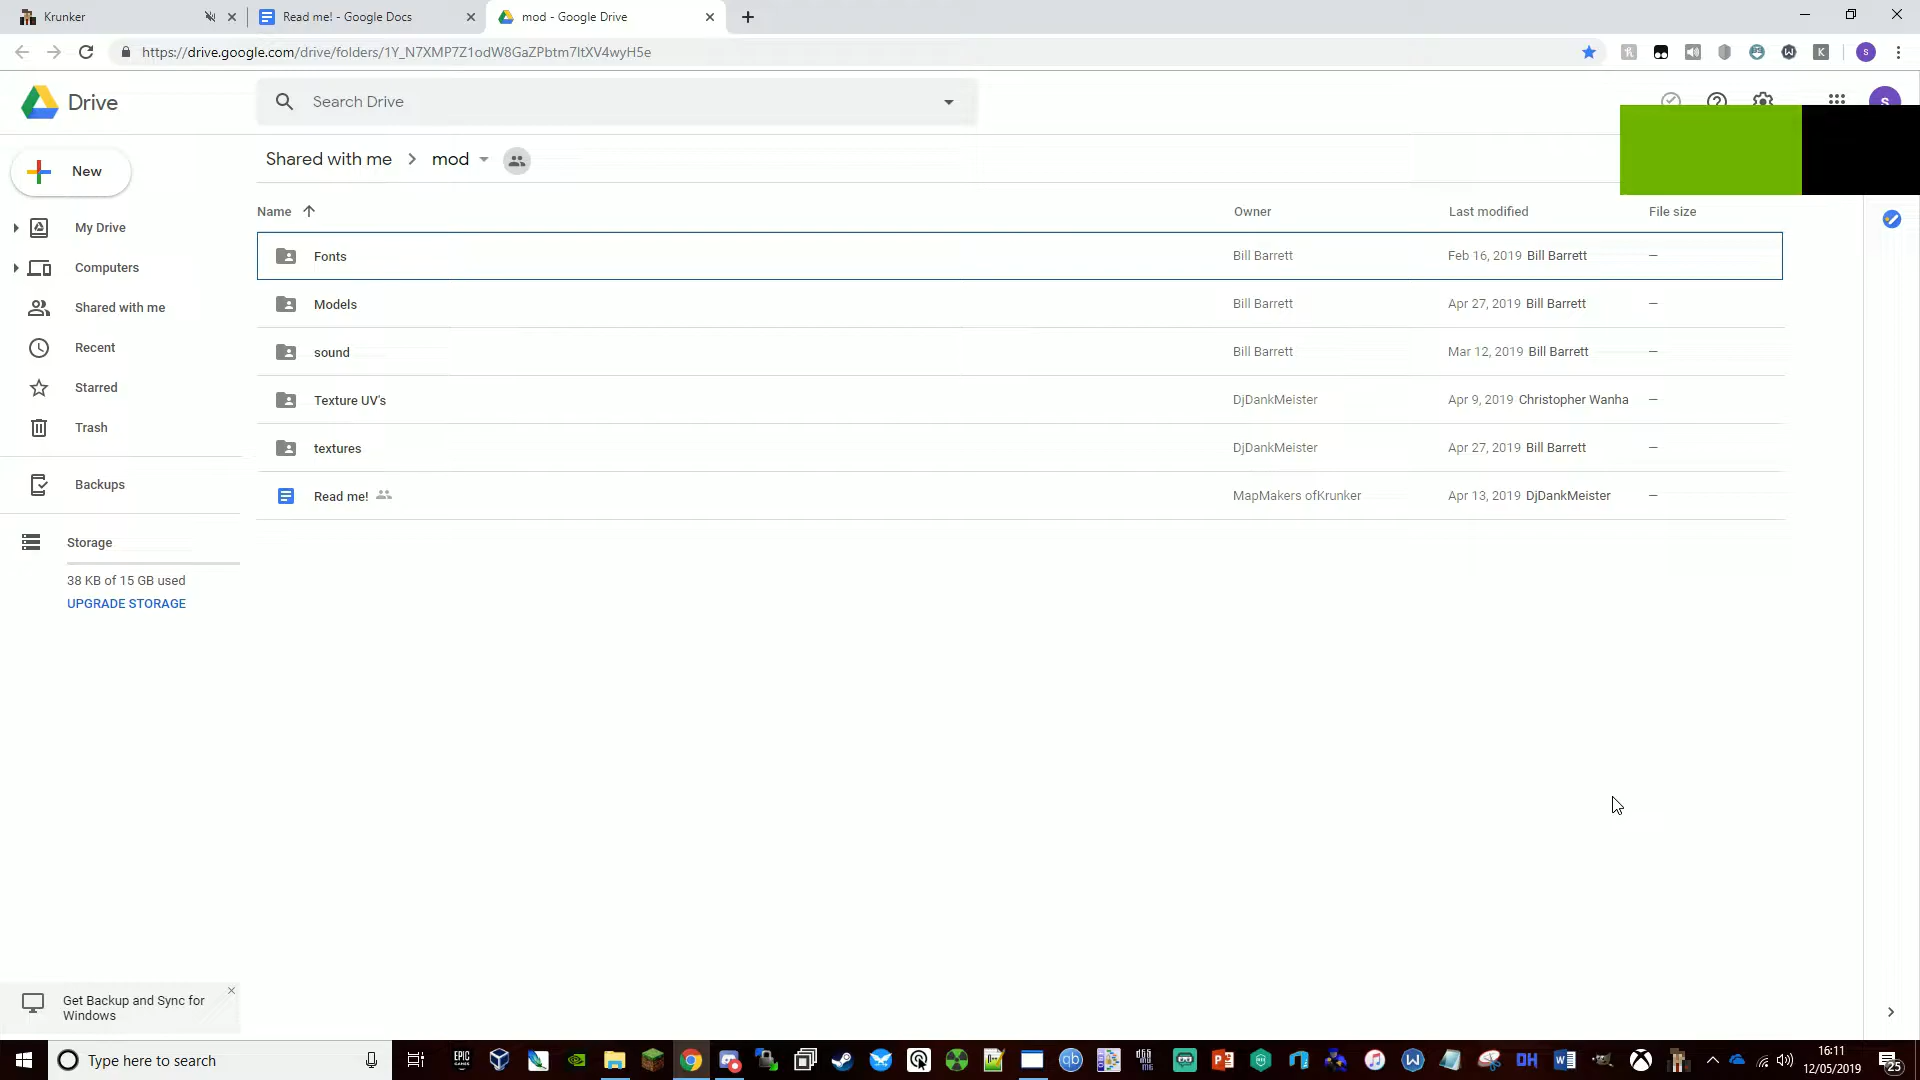 Krunker
Read me! - Google Docs
mod - Google Drive
https://drive.google.com/drive/folders/1Y_N7XMP7Z1odW8GaZPbtm7ltXV4wyH5e
S
Drive
Search Drive
S
New
Shared with me > mod
Name
Owner
Last modified
File size
My Drive
Computers
Shared with me
Recent
Starred
Trash
Backups
Storage
38 KB of 15 GB used
UPGRADE STORAGE
Fonts Bill Barrett Feb 16, 2019 Bill Barrett —
Models Bill Barrett Apr 27, 2019 Bill Barrett —
sound Bill Barrett Mar 12, 2019 Bill Barrett —
Texture UV's DjDankMeister Apr 9, 2019 Christopher Wanha —
textures DjDankMeister Apr 27, 2019 Bill Barrett —
Read me! MapMakers ofKrunker Apr 13, 2019 DjDankMeister —
Get Backup and Sync for
Windows
Type here to search
EPIC
GAMES
qb
DH
16:11
12/05/2019
25